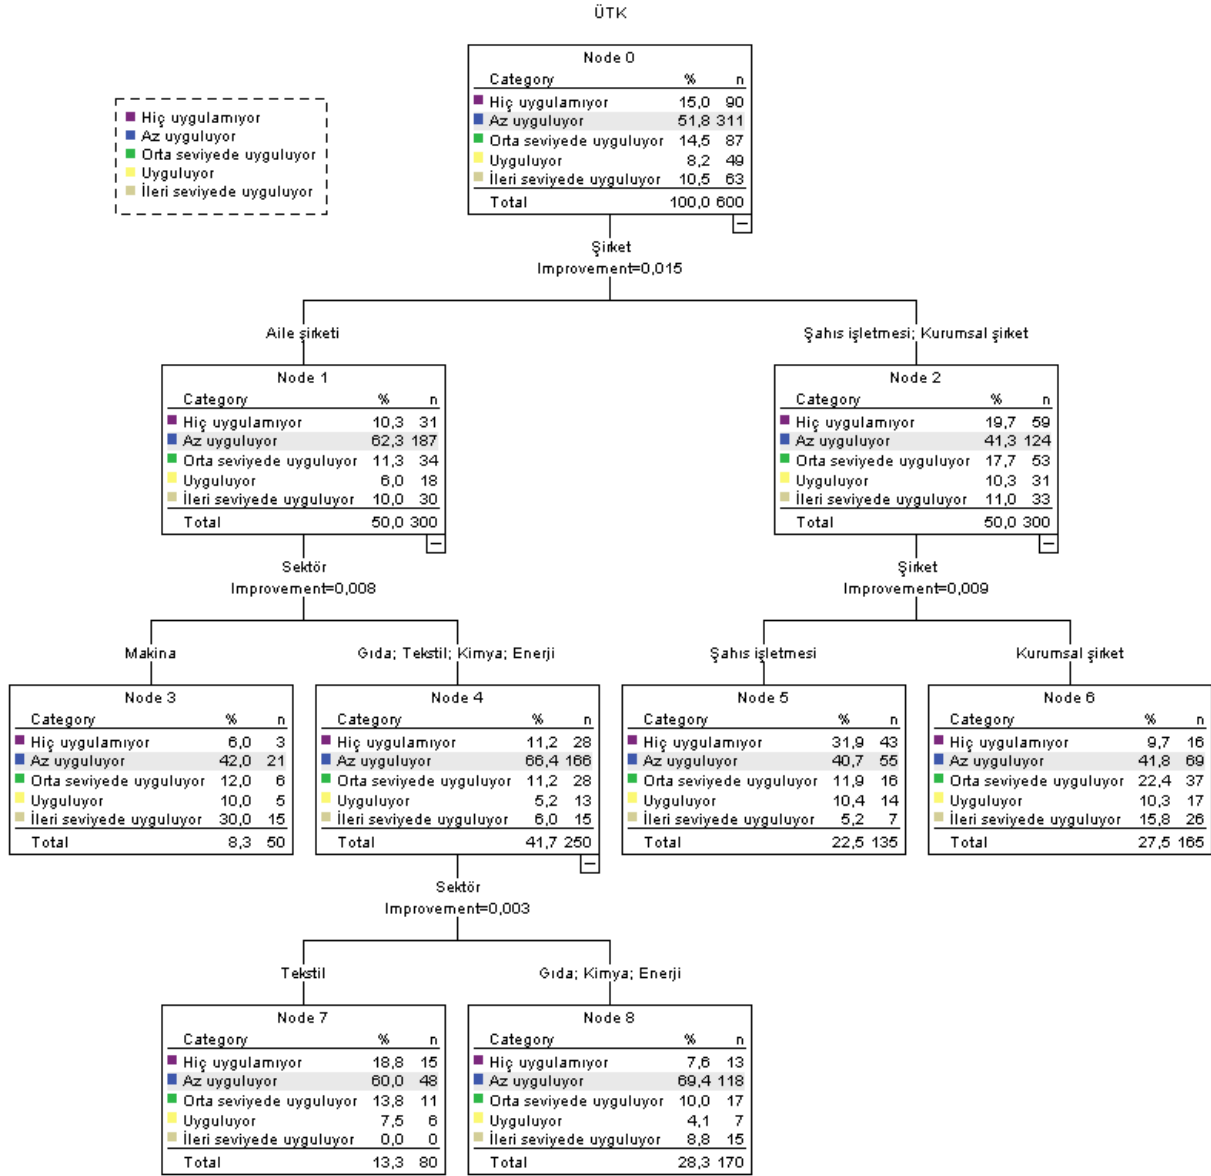 ÜTK
Hiç uygulamıyor
Az uyguluyor
Orta seviyede uyguluyor
Uyguluyor
İleri seviyede uyguluyor
Node 0
Category % n
Hiç uygulamıyor 15,0 90
Az uyguluyor 51,8 311
Orta seviyede uyguluyor 14,5 87
Uyguluyor 8,2 49
İleri seviyede uyguluyor 10,5 63
Total 100,0 600
Şirket
Improvement=0,015
Aile şirketi
Şahıs işletmesi; Kurumsal şirket
Node 1
Category % n
Hiç uygulamıyor 10,3 31
Az uyguluyor 62,3 187
Orta seviyede uyguluyor 11,3 34
Uyguluyor 6,0 18
İleri seviyede uyguluyor 10,0 30
Total 50,0 300
Node 2
Category % n
Hiç uygulamıyor 19,7 59
Az uyguluyor 41,3 124
Orta seviyede uyguluyor 17,7 53
Uyguluyor 10,3 31
İleri seviyede uyguluyor 11,0 33
Total 50,0 300
Sektör
Improvement=0,008
Şirket
Improvement=0,009
Makina
Gıda; Tekstil; Kimya; Enerji
Şahıs işletmesi
Kurumsal şirket
Node 3
Category % n
Hiç uygulamıyor 6,0 3
Az uyguluyor 42,0 21
Orta seviyede uyguluyor 12,0 6
Uyguluyor 10,0 5
İleri seviyede uyguluyor 30,0 15
Total 8,3 50
Node 4
Category % n
Hiç uygulamıyor 11,2 28
Az uyguluyor 66,4 166
Orta seviyede uyguluyor 11,2 28
Uyguluyor 5,2 13
İleri seviyede uyguluyor 6,0 15
Total 41,7 250
Node 5
Category % n
Hiç uygulamıyor 31,9 43
Az uyguluyor 40,7 55
Orta seviyede uyguluyor 11,9 16
Uyguluyor 10,4 14
İleri seviyede uyguluyor 5,2 7
Total 22,5 135
Node 6
Category % n
Hiç uygulamıyor 9,7 16
Az uyguluyor 41,8 69
Orta seviyede uyguluyor 22,4 37
Uyguluyor 10,3 17
İleri seviyede uyguluyor 15,8 26
Total 27,5 165
Sektör
Improvement=0,003
Tekstil
Gıda; Kimya; Enerji
Node 7
Category % n
Hiç uygulamıyor 18,8 15
Az uyguluyor 60,0 48
Orta seviyede uyguluyor 13,8 11
Uyguluyor 7,5 6
İleri seviyede uyguluyor 0,0 0
Total 13,3 80
Node 8
Category % n
Hiç uygulamıyor 7,6 13
Az uyguluyor 69,4 118
Orta seviyede uyguluyor 10,0 17
Uyguluyor 4,1 7
İleri seviyede uyguluyor 8,8 15
Total 28,3 170